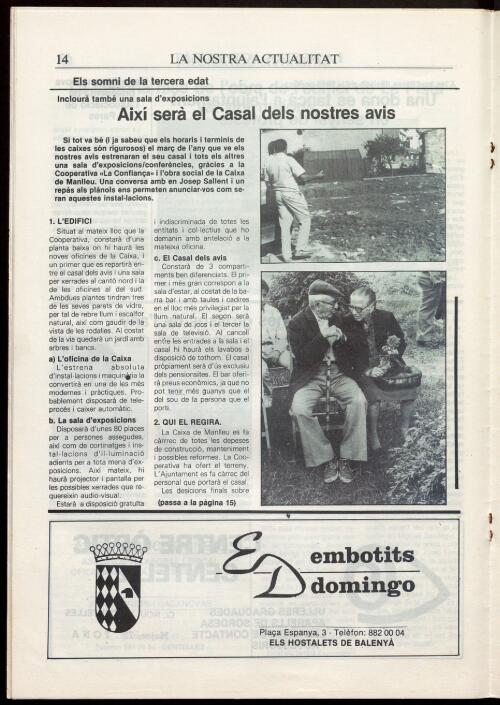 14
LA NOSTRA ACTUALITAT
Els somni de la tercera edat
Inclourà també una sala d'exposicions
Així serà el Casal dels nostres avis
Si tot va bé (i ja sabeu que els horaris i terminis de
les caixes són rigurosos) el març de l'any que ve els
nostres avis estrenaran el seu casal i tots els altres
una sala d'exposicions/conferències, gràcies a la
Cooperativa «La Confiança» i l'obra social de la Caixa
de Manlleu. Una conversa amb en Josep Sallent i un
repàs als plànols ens permeten anunciar-vos com se-
ran aquestes instal·lacions.
1. L'EDIFICI
Situat al mateix lloc que la
Cooperativa, constarà d'una
planta baixa on hi haurà les
noves oficines de la Caixa, i
un primer que es repartirà en-
tre el casal dels avis i una sala
per xerrades al cantó nord i la
de les oficines al del sud.
Ambdues plantes tindran tres
de les seves parets de vidre,
per tal de rebre llum i escalfor
natural, així com gaudir de la
vista de les rodalies. Al costat
de la via quedarà un jardí amb
arbres i bancs.
a) L'oficina de la Caixa
L'estrena absoluta
d'instal·lacions i maquinària la
convertirà en una de les més
modernes i pràctiques. Pro-
bablement disposarà de tele-
procés i caixer automàtic.
b. La sala d'exposicions
Disposarà d'unes 80 places
per a persones assegudes,
així com de cortinatges i ins-
tal·lacions d'il·luminació
adients per a tota mena d'ex-
posicions. Així mateix, hi
haurà projector i pantalla per
les possibles xerrades que re-
quereixin audio-visual.
Estarà a disposició gratuïta
i indiscriminada de totes les
entitats i col·lectius que ho
demanin amb antelació a la
mateixa oficina.
c. El Casal dels avis
Constarà de 3 comparti-
ments ben diferenciats. El pri-
mer i més gran correspon a la
sala d'estar, al costat de la ba-
rra bar i amb taules i cadires
en el lloc més privilegiat per la
llum natural. El segon serà
una sala de jocs i el tercer la
sala de televisió. Al cancell
entre les entrades a la sala i el
casal hi haurà els lavabos a
disposició de tothom. El casal
pròpiament serà d'ús exclusiu
dels pensionistes. El bar oferi-
rà preus econòmics, ja que no
pot tenir més guanys que el
del sou de la persona que el
porti.
2. QUI EL REGIRA.
La Caixa de Manlleu es fa
càrrec de totes les depeses
de construcció, manteniment
i possibles reformes. La Coo-
perativa ha ofert el terreny.
L'Ajuntament es fa càrrec del
personal que portarà el casal.
Les desicions finals sobre
(passa a la pàgina 15)
ED embotits
domingo
Plaça Espanya, 3 - Telèfon: 882 00 04
ELS HOSTALETS DE BALENYÀ